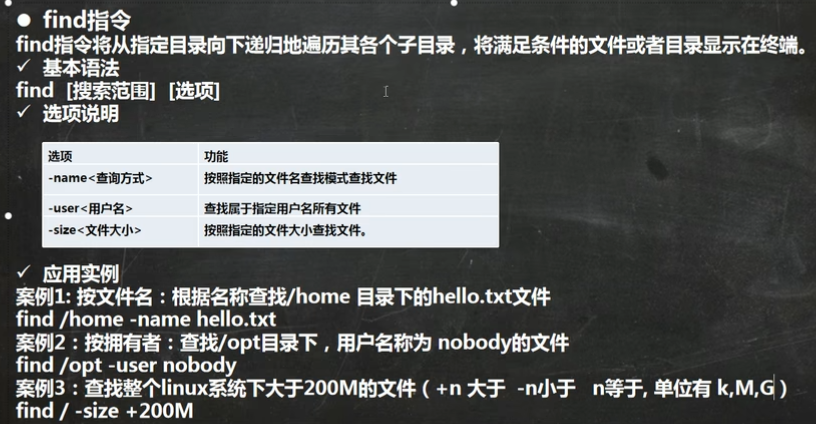 ● find指令
find指令将从指定目录向下递归地遍历其各个子目录，将满足条件的文件或者目录显示在终端。
✓ 基本语法
find [搜索范围] [选项]
✓ 选项说明
选项 功能
-name<查询方式> 按照指定的文件名查找模式查找文件
-user<用户名> 查找属于指定用户名所有文件
-size<文件大小> 按照指定的文件大小查找文件。
✓ 应用实例
案例1: 按文件名：根据名称查找/home 目录下的hello.txt文件
find /home -name hello.txt
案例2：按拥有者：查找/opt目录下，用户名称为 nobody的文件
find /opt -user nobody
案例3：查找整个linux系统下大于200M的文件（+n 大于 -n小于 n等于, 单位有 k,M,G）
find / -size +200M